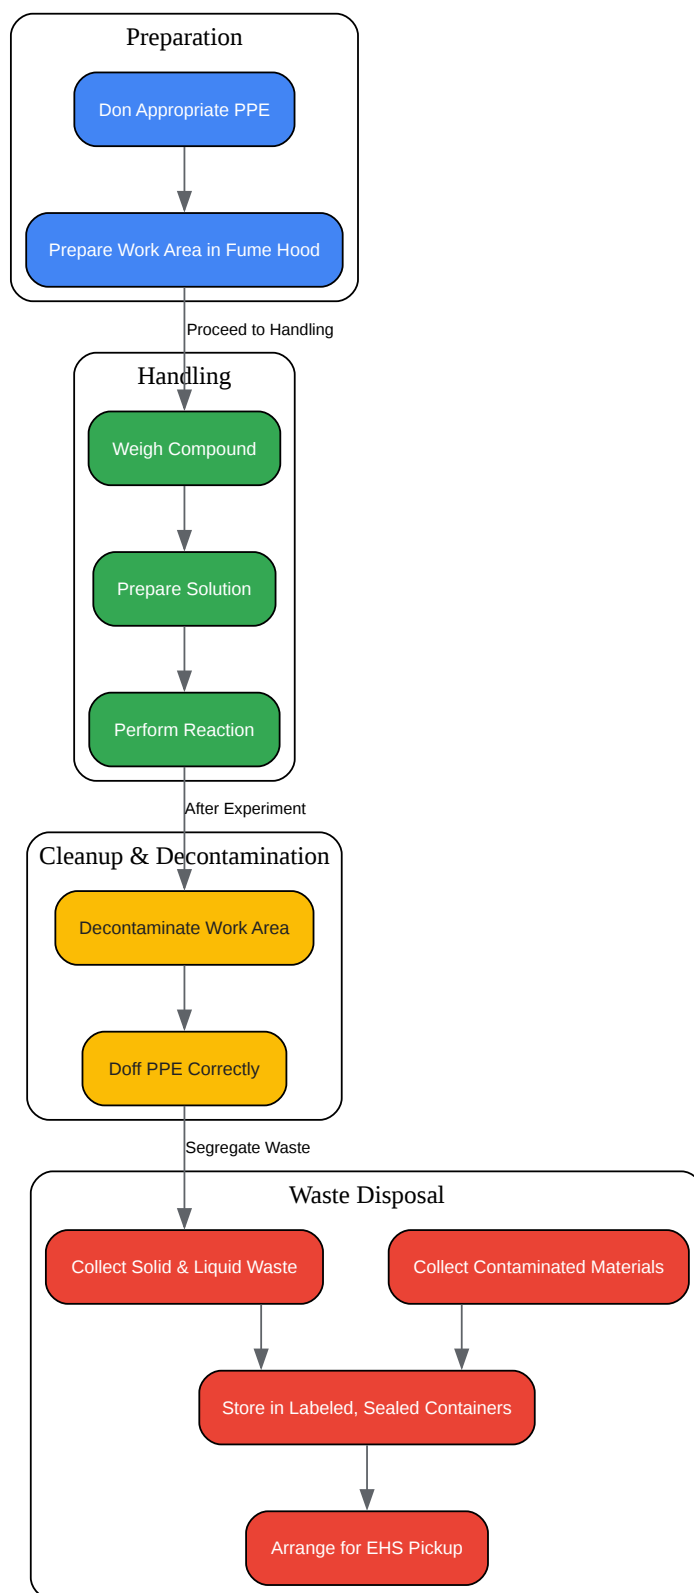 Preparation
Don Appropriate PPE
Prepare Work Area in Fume Hood
Proceed to Handling
Handling
Weigh Compound
Prepare Solution
Perform Reaction
After Experiment
Cleanup & Decontamination
Decontaminate Work Area
Doff PPE Correctly
Segregate Waste
Waste Disposal
Collect Solid & Liquid Waste
Collect Contaminated Materials
Store in Labeled, Sealed Containers
Arrange for EHS Pickup